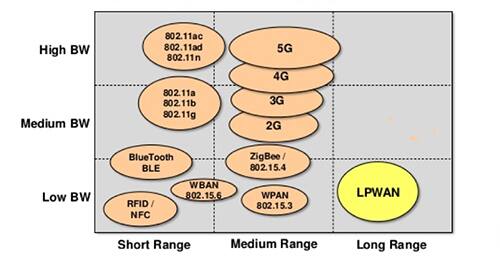 High BW
802.11ac
802.11ad
802.11n
5G
4G
Medium BW
802.11a
802.11b
802.11g
3G
2G
Low BW
BlueTooth
BLE
ZigBee /
802.15.4
WBAN
802.15.6
RFID /
NFC
WPAN
802.15.3
LPWAN
Short Range
Medium Range
Long Range